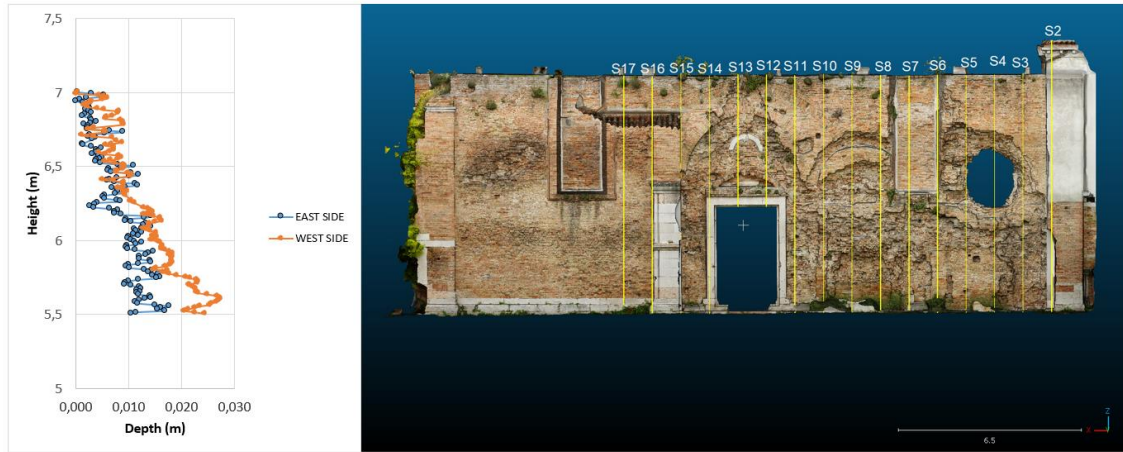 7,5
7
6,5
6
5,5
5
Height (m)
0,000 0,010 0,020 0,030
Depth (m)
EAST SIDE
WEST SIDE
S2
S17 S16 S15 S14 S13 S12 S11 S10 S9 S8 S7 S6 S5 S4 S3
Z
X
6.5